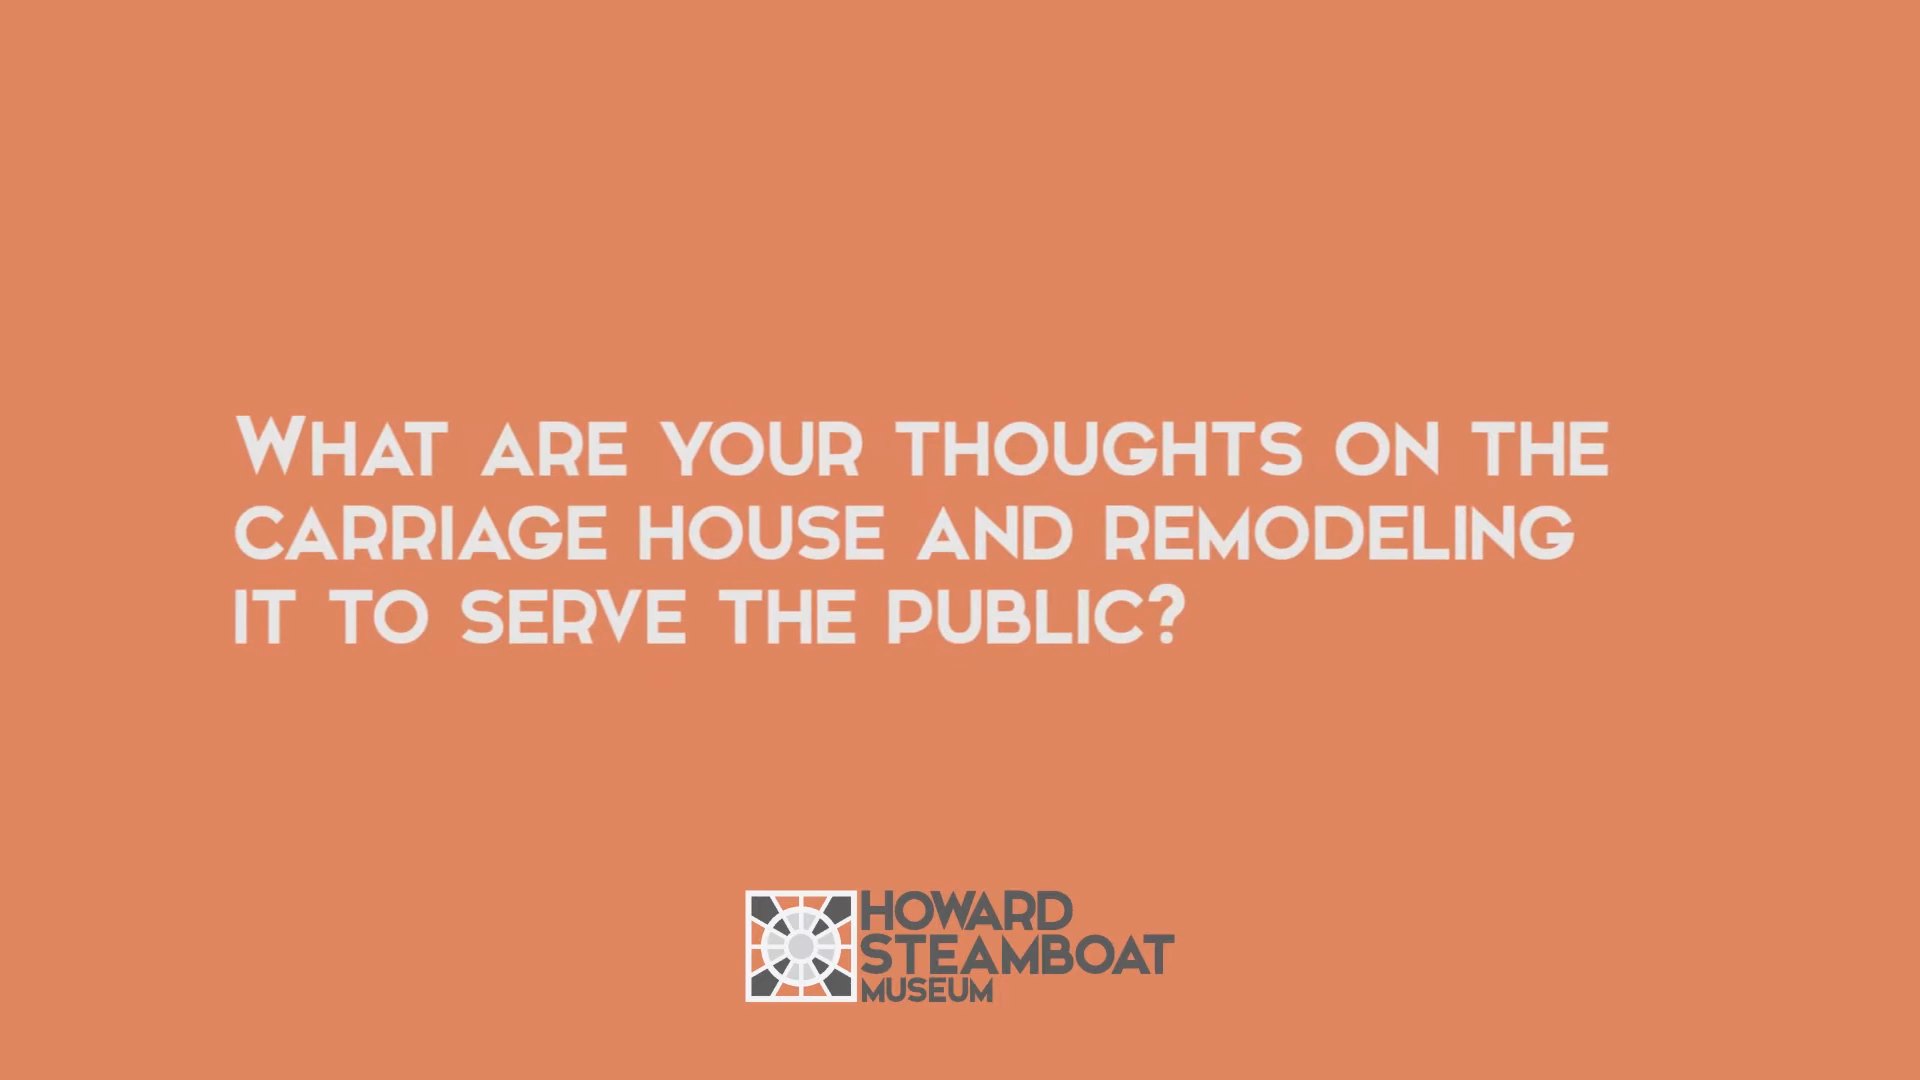 What are your thoughts on the
carriage house and remodeling
it to serve the public?
HOWARD
STEAMBOAT
MUSEUM